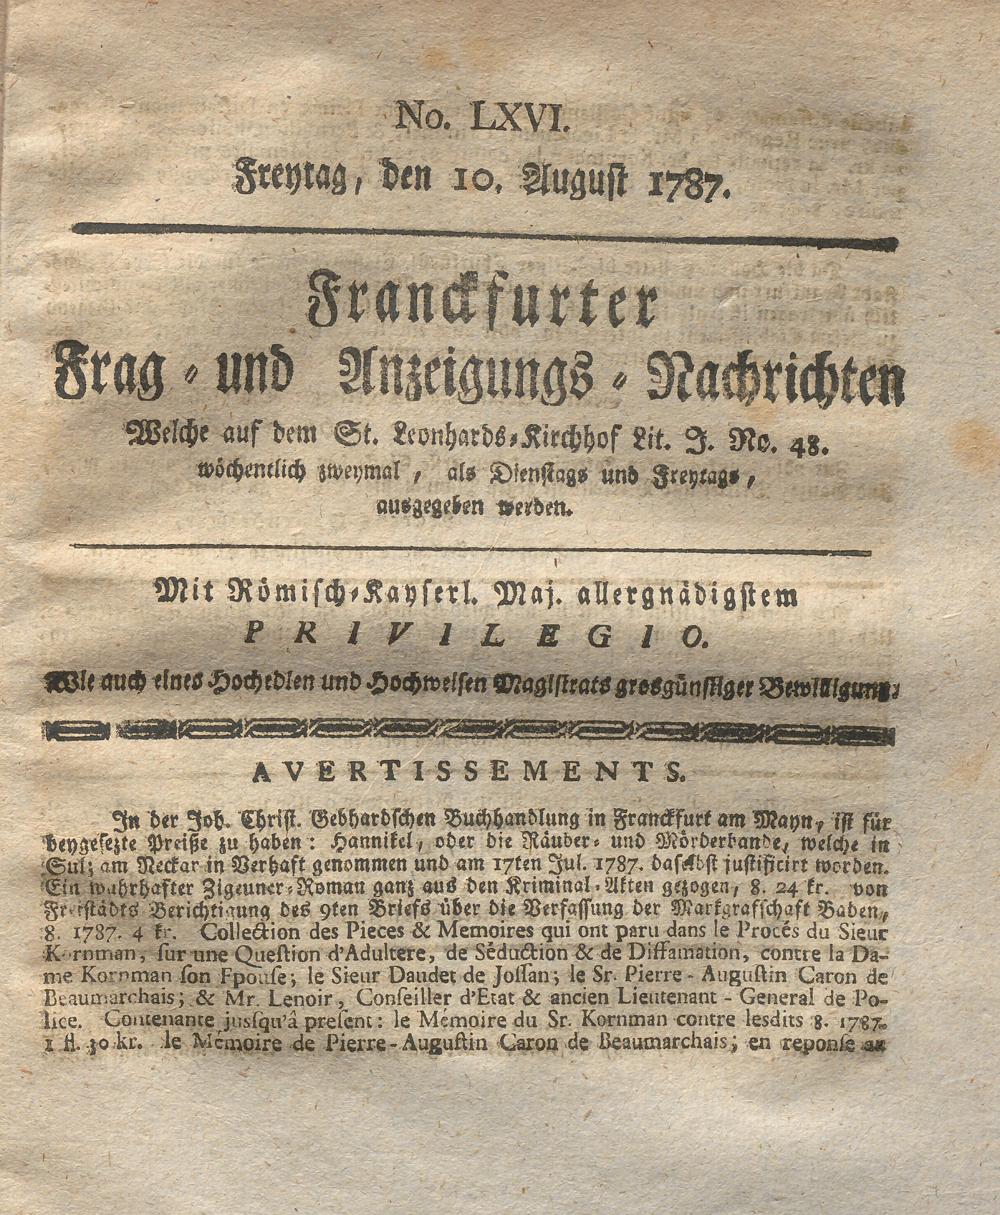 No. LXVI.
Freytag, den 10. August 1787.
Franckfurter
Frag - und Anzeigungs - Nachrichten
Welche auf dem St. Leonhards-Kirchhof Lit. J. No. 48.
wöchentlich zweymal, als Dienstags und Freytags,
ausgegeben werden.
Mit Römisch-Kayserl. Maj. allergnädigstem
PRIVILEGIO.
Wie auch eines Hochedlen und Hochweisen Magistrats grosgünstiger Bewilligung.
AVERTISSEMENTS.
In der Joh. Christ. Gebhardschen Buchhandlung in Franckfurt am Mayn, ist für
beygesezte Preiße zu haben: Hannikel, oder die Räuber- und Mörderbande, welche in
Sulz am Neckar in Verhaft genommen und am 17ten Jul. 1787. daselbst justificirt worden.
Ein wahrhafter Zigeuner-Roman ganz aus den Kriminal-Akten gezogen, 8. 24 kr. von
Freistädts Berichtigung des 9ten Briefs über die Verfassung der Markgrafschaft Baden,
8. 1787. 4 kr. Collection des Pieces & Memoires qui ont paru dans le Procés du Sieur
Kornman, sur une Question d'Adultere, de Séduction & de Diffamation, contre la Da-
me Kornman son Fpouse; le Sieur Daudet de Jossan; le Sr. Pierre - Augustin Caron de
Beaumarchais; & Mr. Lenoir, Conseiller d'Etat & ancien Lieutenant - General de Po-
lice. Contenante jusqu'â present: le Memoire du Sr. Kornman contre lesdits 8. 1787.
1 fl. 30 kr. le Mémoire de Pierre-Augustin Caron de Beaumarchais; en reponse au